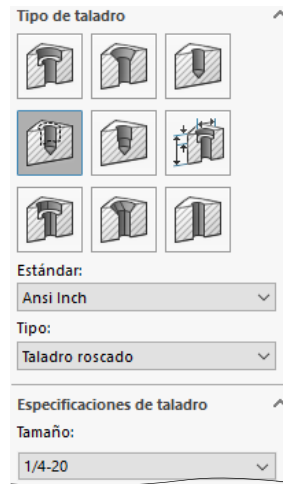 Tipo de taladro
Estándar:
Ansi Inch
Tipo:
Taladro roscado
Especificaciones de taladro
Tamaño:
1/4-20